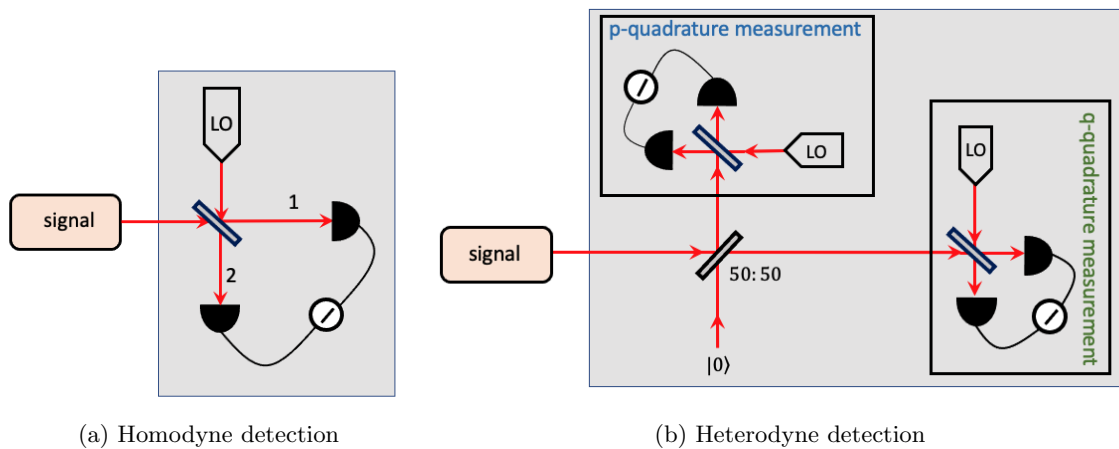 LO
signal
1
2
(a) Homodyne detection
p-quadrature measurement
LO
signal
50:50
|0⟩
LO
q-quadrature measurement
(b) Heterodyne detection